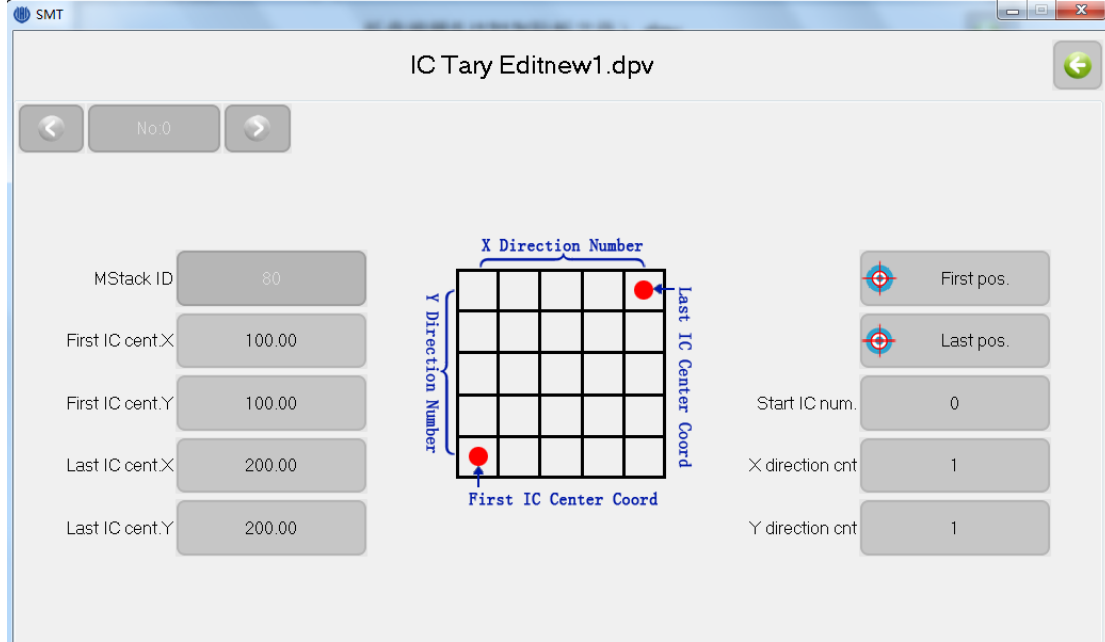 SMT
IC Tary Editnew1.dpv
No:0
MStack ID 80
First IC cent.X 100.00
First IC cent.Y 100.00
Last IC cent.X 200.00
Last IC cent.Y 200.00
X Direction Number
Y Direction Number
Last IC Center Coord
First IC Center Coord
First pos.
Last pos.
Start IC num. 0
X direction cnt 1
Y direction cnt 1